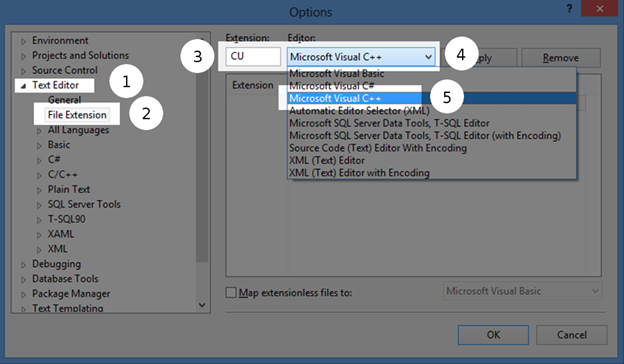 Options
?
Environment
Projects and Solutions
Source Control
Text Editor
1
General
File Extension
2
All Languages
Basic
C#
C/C++
Plain Text
SQL Server Tools
T-SQL90
XAML
XML
Debugging
Database Tools
Package Manager
Text Templating
Extension:
Editor:
3
CU
Microsoft Visual C++
4
Remove
Extension
Microsoft Visual Basic
Microsoft Visual C#
Microsoft Visual C++
5
Automatic Editor Selector (XML)
Microsoft SQL Server Data Tools, T-SQL Editor
Microsoft SQL Server Data Tools, T-SQL Editor (with Encoding)
Source Code (Text) Editor With Encoding
XML (Text) Editor
XML (Text) Editor with Encoding
Map extensionless files to:
Microsoft Visual Basic
OK
Cancel